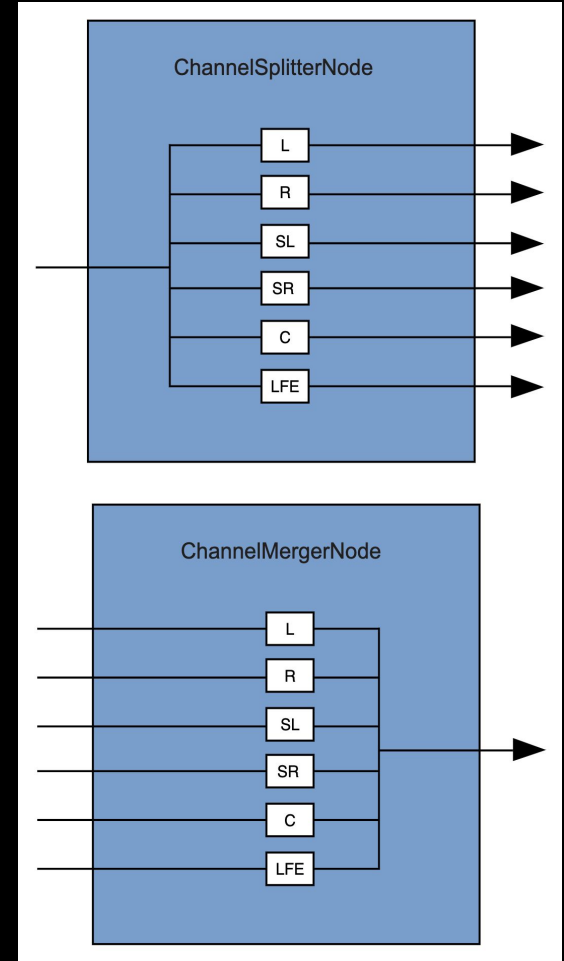 ChannelSplitterNode
L
R
SL
SR
C
LFE
ChannelMergerNode
L
R
SL
SR
C
LFE